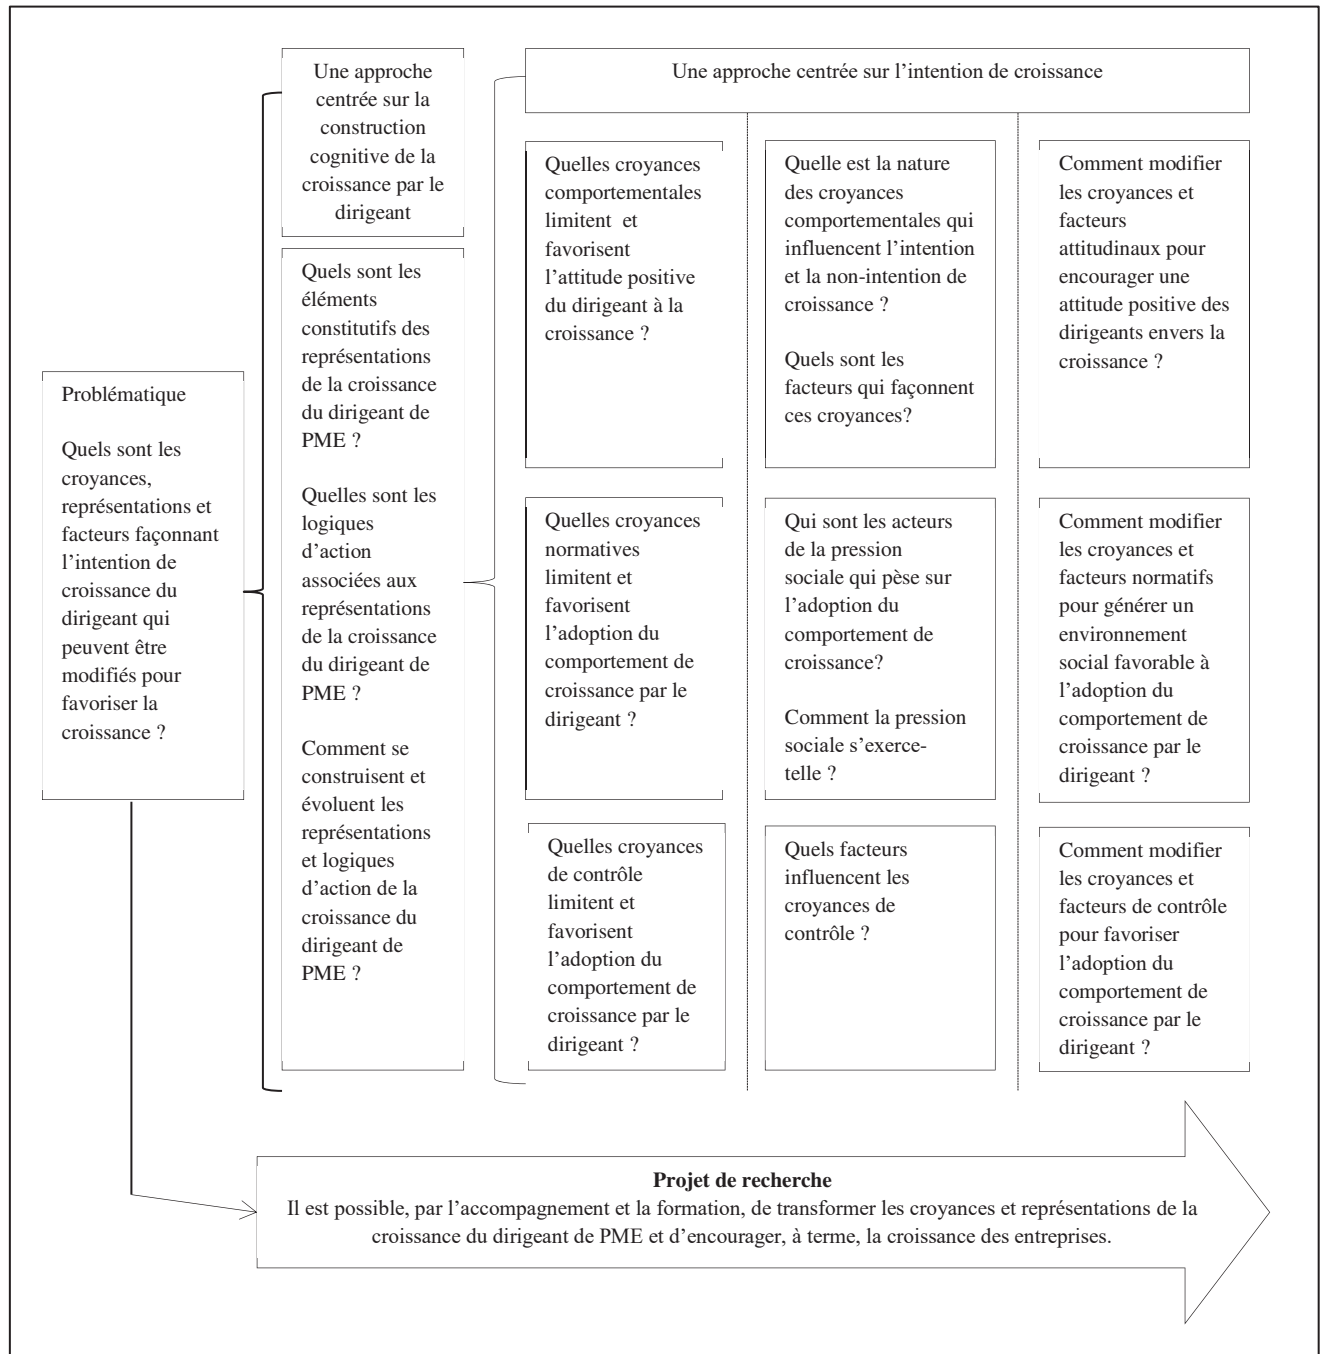 Problématique
Quels sont les
croyances,
représentations et
facteurs façonnant
l'intention de
croissance du
dirigeant qui
peuvent être
modifiés pour
favoriser la
croissance ?
Une approche
centrée sur la
construction
cognitive de la
croissance par le
dirigeant
Quels sont les
éléments
constitutifs des
représentations
de la croissance
du dirigeant de
PME ?
Quelles sont les
logiques
d'action
associées aux
représentations
de la croissance
du dirigeant de
PME ?
Comment se
construisent et
évoluent les
représentations
et logiques
d'action de la
croissance du
dirigeant de
PME ?
Une approche centrée sur l'intention de croissance
Quelles croyances
comportementales
limitent et
favorisent
l'attitude positive
du dirigeant à la
croissance ?
Quelle est la nature
des croyances
comportementales qui
influencent l'intention
et la non-intention de
croissance ?
Quels sont les
facteurs qui façonnent
ces croyances?
Comment modifier
les croyances et
facteurs
attitudinaux pour
encourager une
attitude positive des
dirigeants envers la
croissance ?
Quelles croyances
normatives
limitent et
favorisent
l'adoption du
comportement de
croissance par le
dirigeant ?
Qui sont les acteurs
de la pression
sociale qui pèse sur
l'adoption du
comportement de
croissance?
Comment la pression
sociale s'exerce-
telle ?
Comment modifier
les croyances et
facteurs normatifs
pour générer un
environnement
social favorable à
l'adoption du
comportement de
croissance par le
dirigeant ?
Quelles croyances
de contrôle
limitent et
favorisent
l'adoption du
comportement de
croissance par le
dirigeant ?
Quels facteurs
influencent les
croyances de
contrôle ?
Comment modifier
les croyances et
facteurs de contrôle
pour favoriser
l'adoption du
comportement de
croissance par le
dirigeant ?
Projet de recherche
Il est possible, par l'accompagnement et la formation, de transformer les croyances et représentations de la
croissance du dirigeant de PME et d'encourager, à terme, la croissance des entreprises.